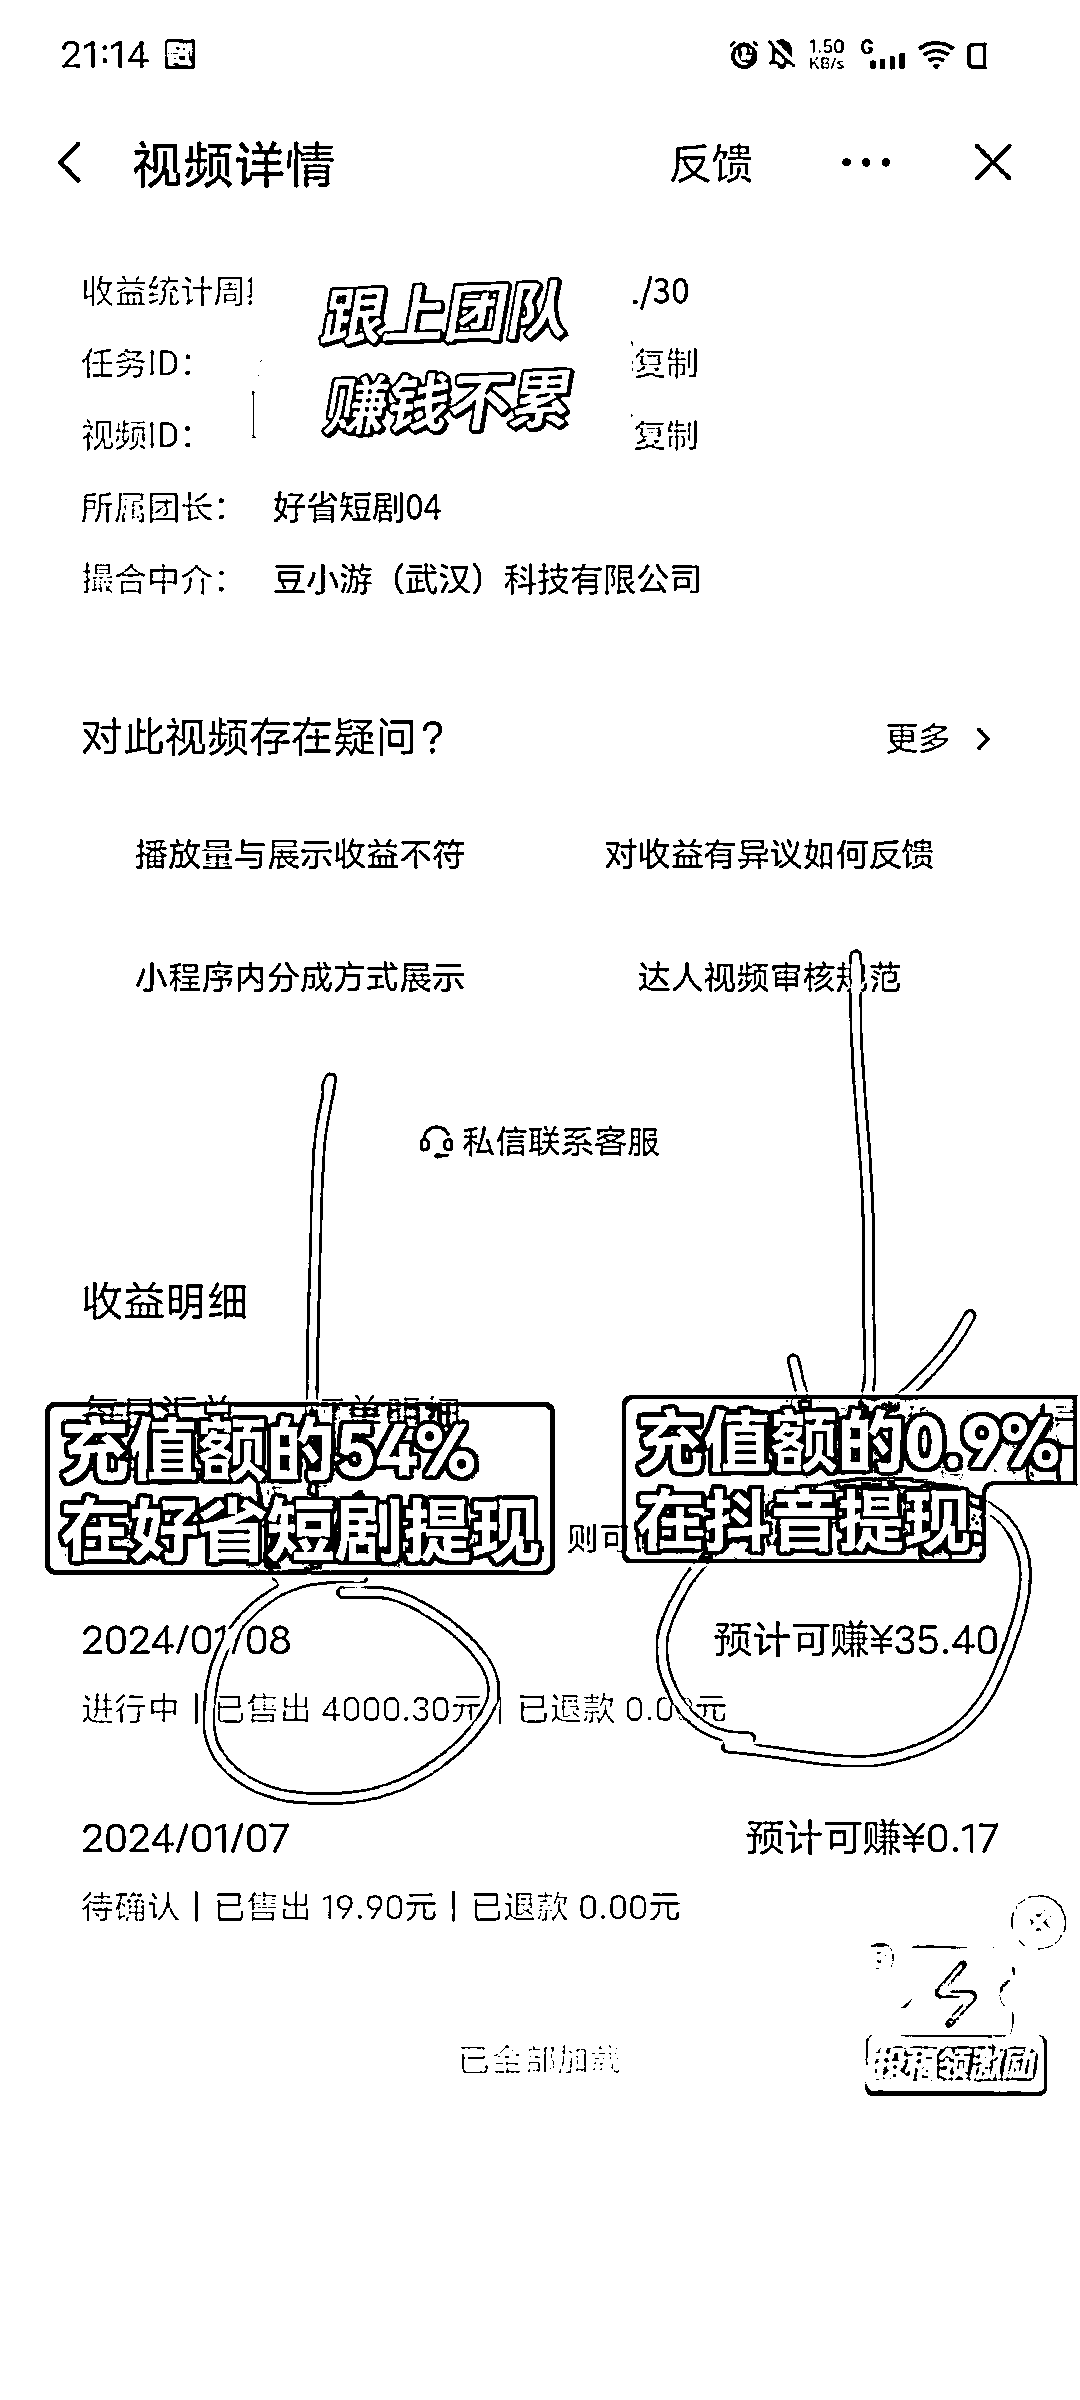 21:14
1.50 KB/s
G
视频详情 反馈
收益统计周
./30
跟上团队
赚钱不累
任务ID： 复制
视频ID： 复制
所属团长： 好省短剧04
撮合中介： 豆小游（武汉）科技有限公司
对此视频存在疑问？ 更多
播放量与展示收益不符 对收益有异议如何反馈
小程序内分成方式展示 达人视频审核规范
私信联系客服
收益明细
充值额的54%
在好省短剧提现
则可
充值额的0.9%
在抖音提现
2024/01/08 预计可赚¥35.40
进行中 | 已售出 4000.30元 | 已退款 0.00元
2024/01/07 预计可赚¥0.17
待确认 | 已售出 19.90元 | 已退款 0.00元
已全部加载
投稿领激励